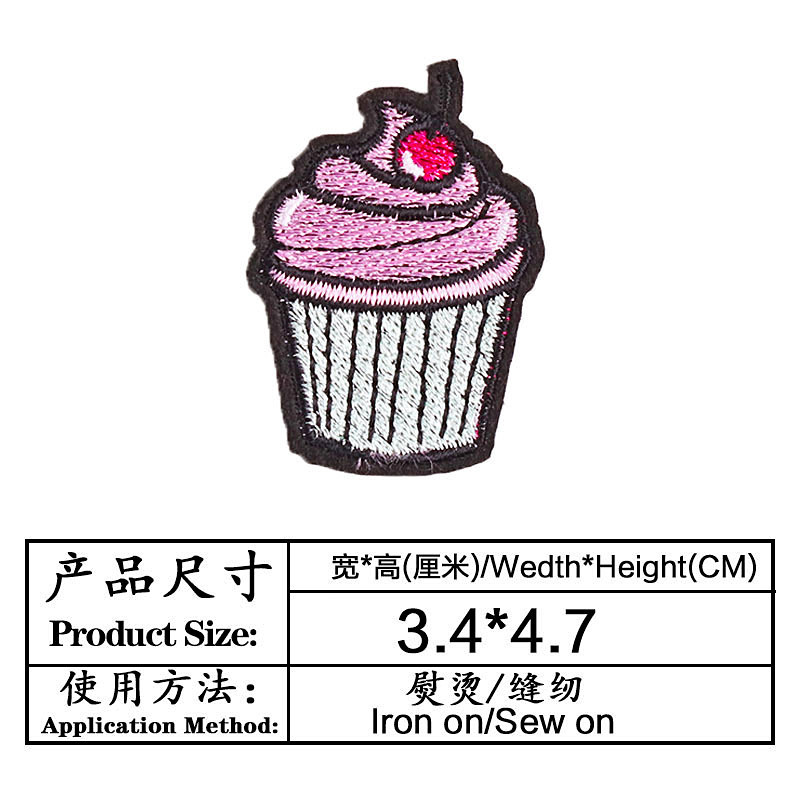 产品尺寸
Product Size:
宽*高(厘米)/Wedth*Height(CM)
3.4*4.7
使用方法:
Application Method:
熨烫/缝纫
Iron on/Sew on